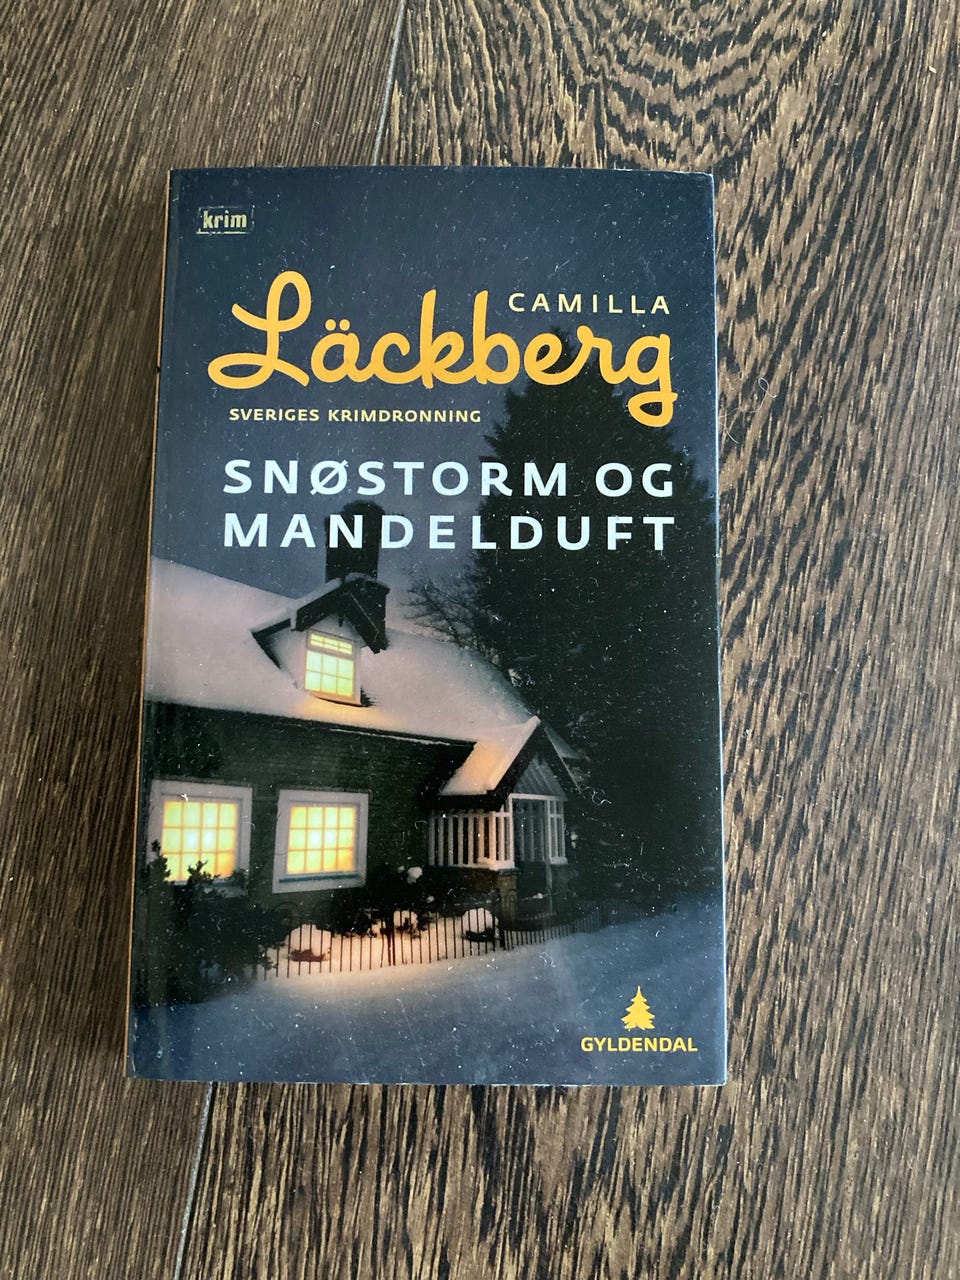 krim
CAMILLA
Läckberg
SVERIGES KRIMDRONNING
SNØSTORM OG
MANDELDUFT
GYLDENDAL